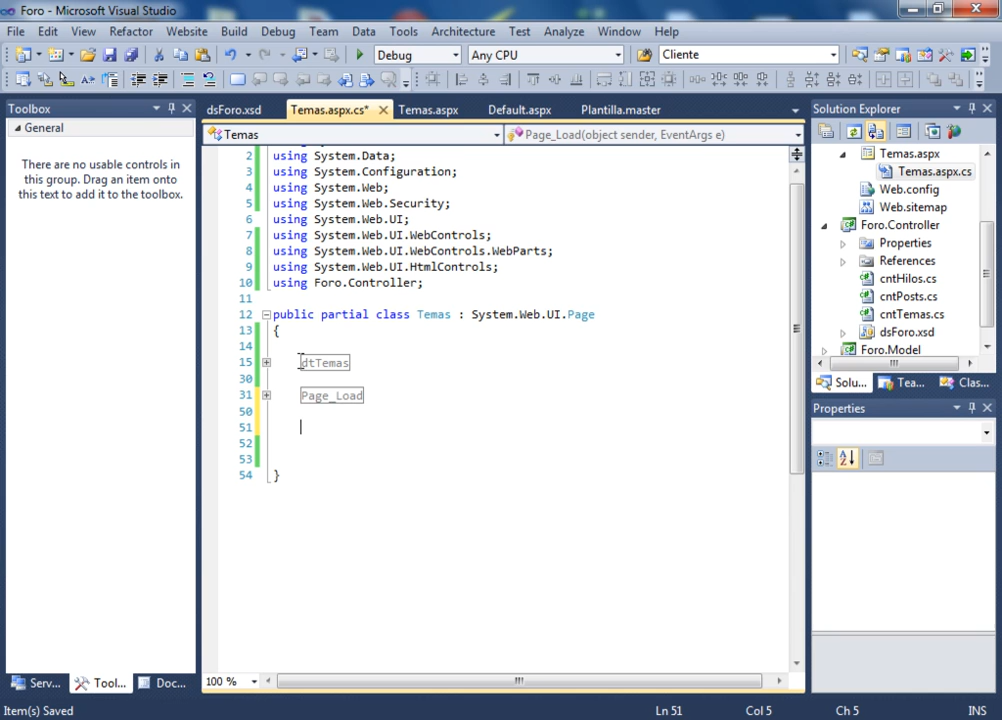 Foro - Microsoft Visual Studio
File Edit View Refactor Website Build Debug Team Data Tools Architecture Test Analyze Window Help
Debug Any CPU Cliente
Toolbox
General
There are no usable controls in
this group. Drag an item onto
this text to add it to the toolbox.
Serv... Tool... Doc...
dsForo.xsd Temas.aspx.cs* Temas.aspx Default.aspx Plantilla.master
Temas Page_Load(object sender, EventArgs e)
2 using System.Data;
3 using System.Configuration;
4 using System.Web;
5 using System.Web.Security;
6 using System.Web.UI;
7 using System.Web.UI.WebControls;
8 using System.Web.UI.WebControls.WebParts;
9 using System.Web.UI.HtmlControls;
10 using Foro.Controller;
11
12 public partial class Temas : System.Web.UI.Page
13 {
14
15 dtTemas
30
31 Page_Load
50
51
52
53
54 }
100 %
Solution Explorer
Temas.aspx
Temas.aspx.cs
Web.config
Web.sitemap
Foro.Controller
Properties
References
cntHilos.cs
cntPosts.cs
cntTemas.cs
dsForo.xsd
Foro.Model
Solu... Tea... Clas...
Properties
Item(s) Saved Ln 51 Col 5 Ch 5 INS